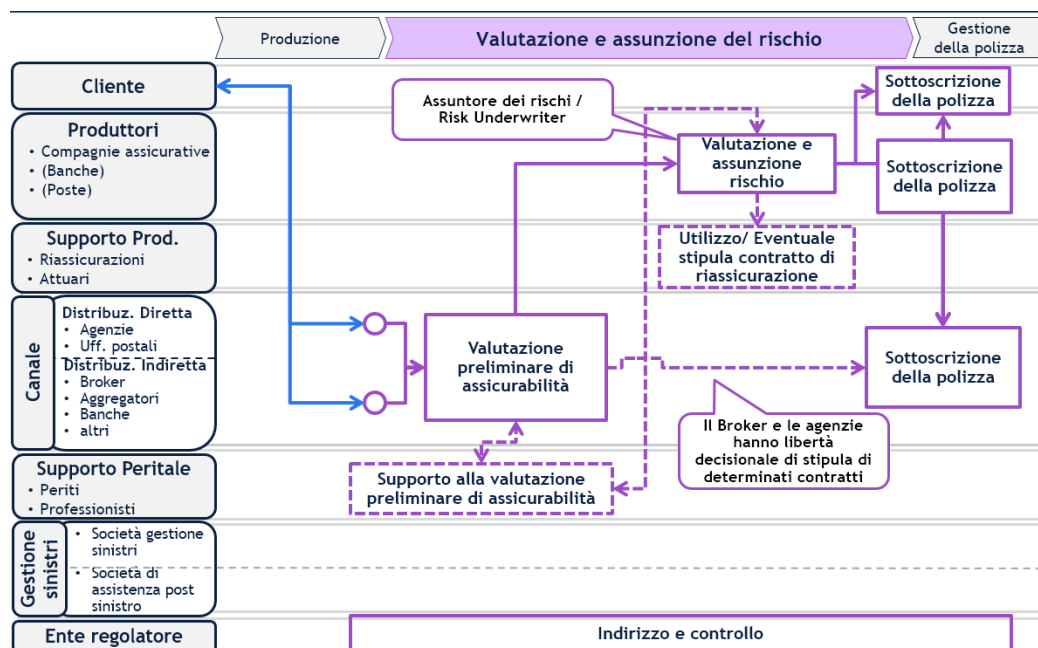 Produzione
Valutazione e assunzione del rischio
Gestione
della polizza
Cliente
Assuntore dei rischi /
Risk Underwriter
Sottoscrizione
della polizza
Produttori
• Compagnie assicurative
• (Banche)
• (Poste)
Valutazione e
assunzione
rischio
Sottoscrizione
della polizza
Supporto Prod.
• Riassicurazioni
• Attuari
Utilizzo/ Eventuale
stipula contratto di
riassicurazione
Canale
Distribuz. Diretta
• Agenzie
• Uff. postali
Distribuz. Indiretta
• Broker
• Aggregatori
• Banche
• altri
Valutazione
preliminare di
assicurabilità
Sottoscrizione
della polizza
Il Broker e le agenzie
hanno libertà
decisionale di stipula di
determinati contratti
Supporto Peritale
• Periti
• Professionisti
Supporto alla valutazione
preliminare di assicurabilità
Gestione
sinistri
• Società gestione
sinistri
• Società di
assistenza post
sinistro
Ente regolatore
Indirizzo e controllo